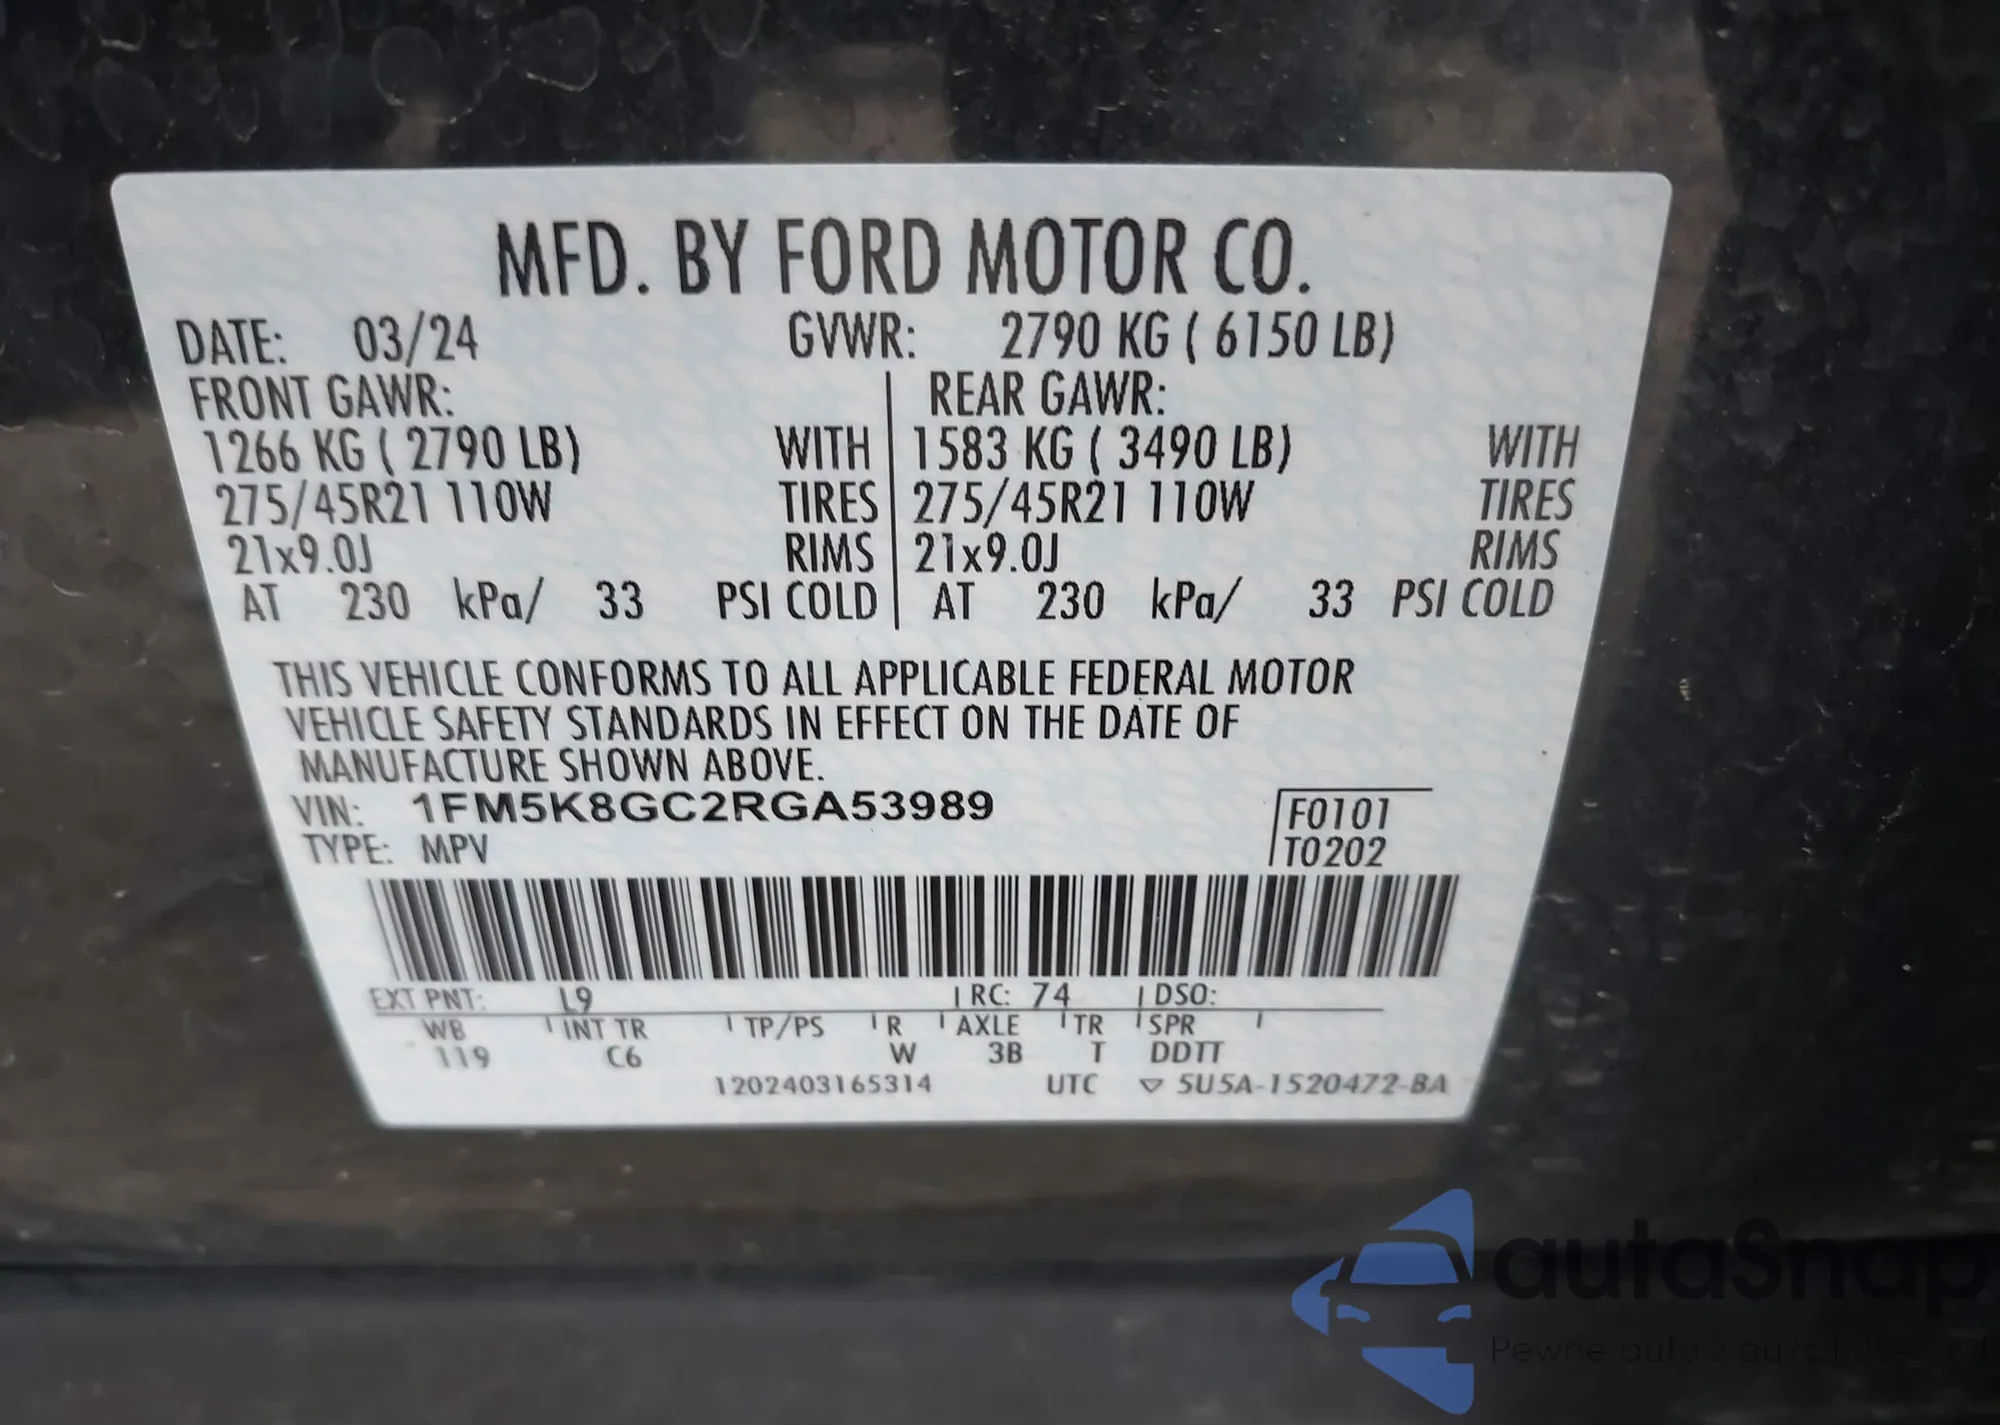 MFD. BY FORD MOTOR CO.
DATE: 03/24 GVWR: 2790 KG ( 6150 LB)
FRONT GAWR: REAR GAWR:
1266 KG ( 2790 LB) WITH 1583 KG ( 3490 LB) WITH
275/45R21 110W TIRES 275/45R21 110W TIRES
21x9.0J RIMS 21x9.0J RIMS
AT 230 kPa/ 33 PSI COLD AT 230 kPa/ 33 PSI COLD
THIS VEHICLE CONFORMS TO ALL APPLICABLE FEDERAL MOTOR
VEHICLE SAFETY STANDARDS IN EFFECT ON THE DATE OF
MANUFACTURE SHOWN ABOVE.
VIN: 1FM5K8GC2RGA53989 F0101
TYPE: MPV T0202
EXT PNT: L9 RC: 74 DSO:
WB INT TR TP/PS R AXLE TR SPR
119 C6 W 3B T DDTT
1202403165314 UTC ▽ 5U5A-1520472-BA
autaSnap
Pewne auto z aukcji USA